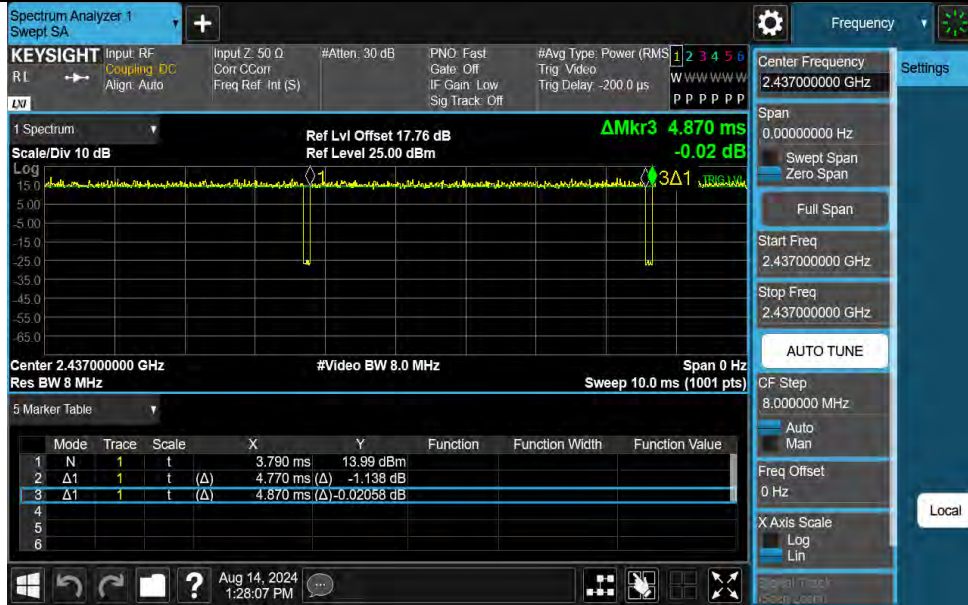 Spectrum Analyzer 1
Swept SA
Frequency
KEYSIGHT
RL
LXI
Input: RF
Coupling: DC
Align: Auto
Input Z: 50 Ω
Corr CCorr
Freq Ref: Int (S)
#Atten: 30 dB
PNO: Fast
Gate: Off
IF Gain: Low
Sig Track: Off
#Avg Type: Power (RMS
Trig: Video
Trig Delay: -200.0 µs
1 2 3 4 5 6
W W W W W W
P P P P P P
1 Spectrum
Scale/Div 10 dB
Ref Lvl Offset 17.76 dB
Ref Level 25.00 dBm
ΔMkr3 4.870 ms
-0.02 dB
Log
15.0
5.00
-5.00
-15.0
-25.0
-35.0
-45.0
-55.0
-65.0
1
3Δ1
TRIG LVL
Center 2.437000000 GHz
Res BW 8 MHz
#Video BW 8.0 MHz
Span 0 Hz
Sweep 10.0 ms (1001 pts)
5 Marker Table
Mode Trace Scale X Y Function Function Width Function Value
1 N 1 t 3.790 ms 13.99 dBm
2 Δ1 1 t (Δ) 4.770 ms (Δ) -1.138 dB
3 Δ1 1 t (Δ) 4.870 ms (Δ) -0.02058 dB
4
5
6
Aug 14, 2024
1:28:07 PM
Center Frequency
2.437000000 GHz
Span
0.00000000 Hz
Swept Span
Zero Span
Full Span
Start Freq
2.437000000 GHz
Stop Freq
2.437000000 GHz
AUTO TUNE
CF Step
8.000000 MHz
Auto
Man
Freq Offset
0 Hz
X Axis Scale
Log
Lin
Signal Track
(Span Zoom)
Settings
Local